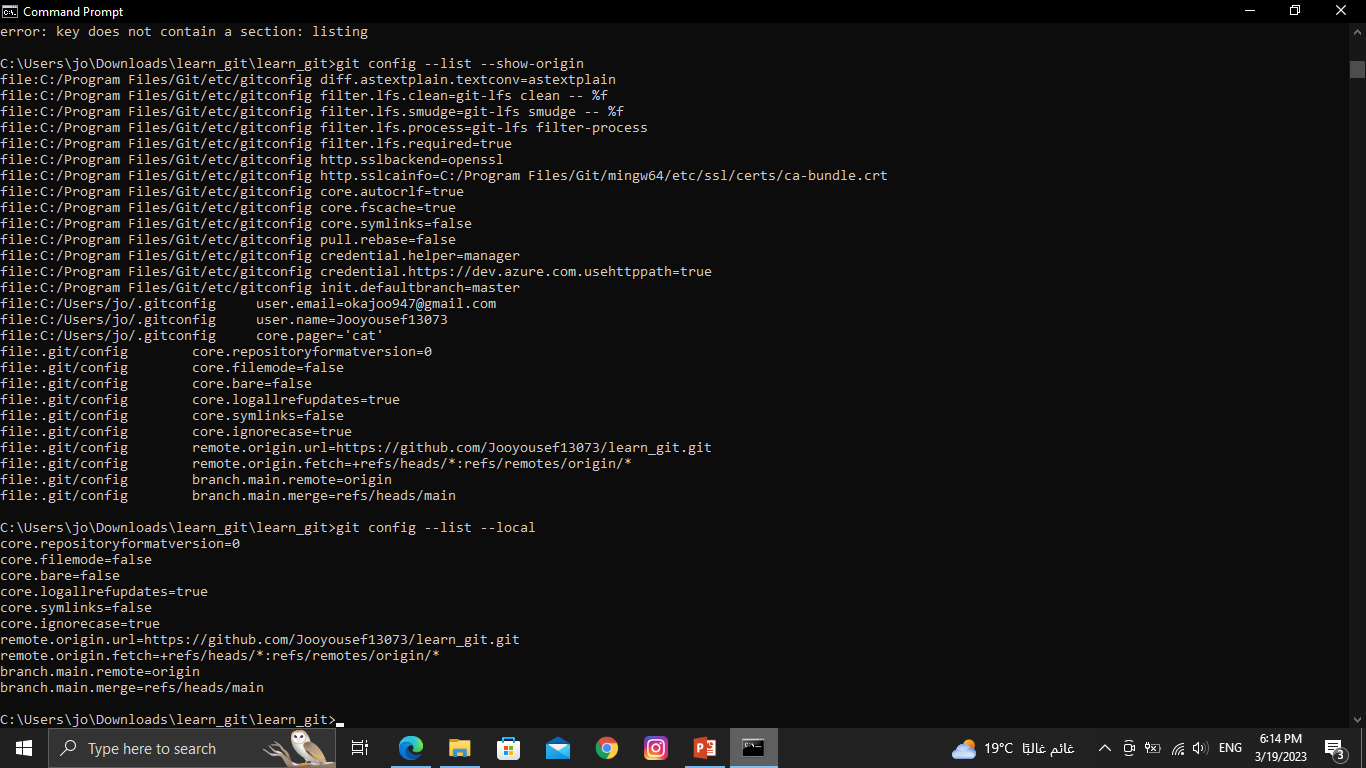 Command Prompt
error: key does not contain a section: listing
C:\Users\jo\Downloads\learn_git\learn_git>git config --list --show-origin
file:C:/Program Files/Git/etc/gitconfig diff.astextplain.textconv=astextplain
file:C:/Program Files/Git/etc/gitconfig filter.lfs.clean=git-lfs clean -- %f
file:C:/Program Files/Git/etc/gitconfig filter.lfs.smudge=git-lfs smudge -- %f
file:C:/Program Files/Git/etc/gitconfig filter.lfs.process=git-lfs filter-process
file:C:/Program Files/Git/etc/gitconfig filter.lfs.required=true
file:C:/Program Files/Git/etc/gitconfig http.sslbackend=openssl
file:C:/Program Files/Git/etc/gitconfig http.sslcainfo=C:/Program Files/Git/mingw64/etc/ssl/certs/ca-bundle.crt
file:C:/Program Files/Git/etc/gitconfig core.autocrlf=true
file:C:/Program Files/Git/etc/gitconfig core.fscache=true
file:C:/Program Files/Git/etc/gitconfig core.symlinks=false
file:C:/Program Files/Git/etc/gitconfig pull.rebase=false
file:C:/Program Files/Git/etc/gitconfig credential.helper=manager
file:C:/Program Files/Git/etc/gitconfig credential.https://dev.azure.com.usehttppath=true
file:C:/Program Files/Git/etc/gitconfig init.defaultbranch=master
file:C:/Users/jo/.gitconfig user.email=okajoo947@gmail.com
file:C:/Users/jo/.gitconfig user.name=Jooyousef13073
file:C:/Users/jo/.gitconfig core.pager='cat'
file:.git/config core.repositoryformatversion=0
file:.git/config core.filemode=false
file:.git/config core.bare=false
file:.git/config core.logallrefupdates=true
file:.git/config core.symlinks=false
file:.git/config core.ignorecase=true
file:.git/config remote.origin.url=https://github.com/Jooyousef13073/learn_git.git
file:.git/config remote.origin.fetch=+refs/heads/*:refs/remotes/origin/*
file:.git/config branch.main.remote=origin
file:.git/config branch.main.merge=refs/heads/main
C:\Users\jo\Downloads\learn_git\learn_git>git config --list --local
core.repositoryformatversion=0
core.filemode=false
core.bare=false
core.logallrefupdates=true
core.symlinks=false
core.ignorecase=true
remote.origin.url=https://github.com/Jooyousef13073/learn_git.git
remote.origin.fetch=+refs/heads/*:refs/remotes/origin/*
branch.main.remote=origin
branch.main.merge=refs/heads/main
C:\Users\jo\Downloads\learn_git\learn_git>
Type here to search
19°C غائم غالبًا
ENG
6:14 PM
3/19/2023
3